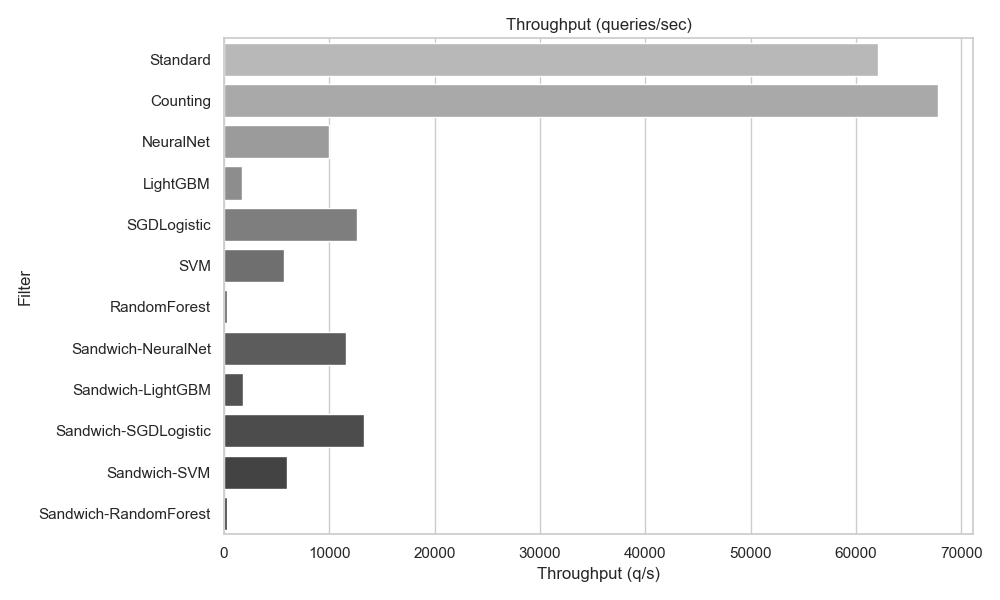 Throughput (queries/sec)
Standard
Counting
NeuralNet
LightGBM
SGDLogistic
SVM
RandomForest
Sandwich-NeuralNet
Sandwich-LightGBM
Sandwich-SGDLogistic
Sandwich-SVM
Sandwich-RandomForest
Filter
0 10000 20000 30000 40000 50000 60000 70000
Throughput (q/s)